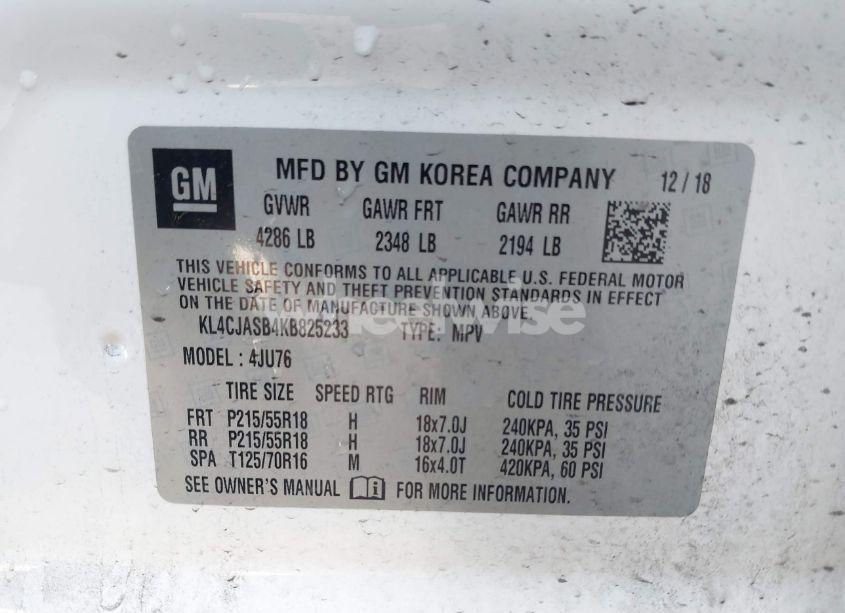 GM MFD BY GM KOREA COMPANY 12 / 18
GVWR GAWR FRT GAWR RR
4286 LB 2348 LB 2194 LB
THIS VEHICLE CONFORMS TO ALL APPLICABLE U.S. FEDERAL MOTOR
VEHICLE SAFETY AND THEFT PREVENTION STANDARDS IN EFFECT
ON THE DATE OF MANUFACTURE SHOWN ABOVE.
KL4CJASB4KB825233 TYPE: MPV
MODEL : 4JU76
TIRE SIZE SPEED RTG RIM COLD TIRE PRESSURE
FRT P215/55R18 H 18x7.0J 240KPA, 35 PSI
RR P215/55R18 H 18x7.0J 240KPA, 35 PSI
SPA T125/70R16 M 16x4.0T 420KPA, 60 PSI
SEE OWNER'S MANUAL FOR MORE INFORMATION.